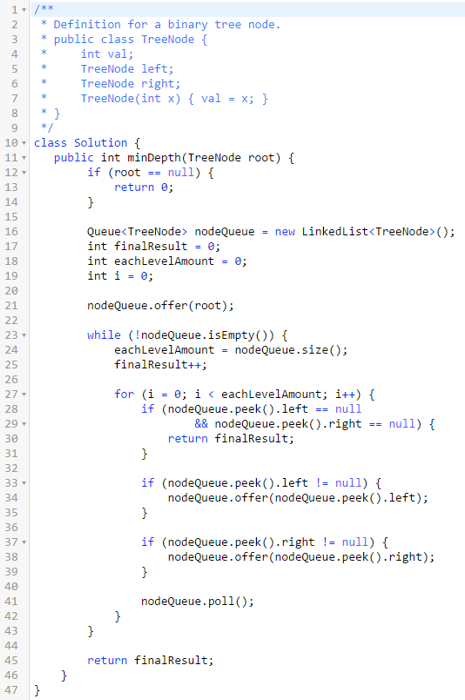 1 /**
2 * Definition for a binary tree node.
3 * public class TreeNode {
4 *     int val;
5 *     TreeNode left;
6 *     TreeNode right;
7 *     TreeNode(int x) { val = x; }
8 * }
9 */
10 class Solution {
11    public int minDepth(TreeNode root) {
12         if (root == null) {
13             return 0;
14         }
15
16         Queue<TreeNode> nodeQueue = new LinkedList<TreeNode>();
17         int finalResult = 0;
18         int eachLevelAmount = 0;
19         int i = 0;
20
21         nodeQueue.offer(root);
22
23         while (!nodeQueue.isEmpty()) {
24             eachLevelAmount = nodeQueue.size();
25             finalResult++;
26
27             for (i = 0; i < eachLevelAmount; i++) {
28                 if (nodeQueue.peek().left == null
29                         && nodeQueue.peek().right == null) {
30                     return finalResult;
31                 }
32
33                 if (nodeQueue.peek().left != null) {
34                     nodeQueue.offer(nodeQueue.peek().left);
35                 }
36
37                 if (nodeQueue.peek().right != null) {
38                     nodeQueue.offer(nodeQueue.peek().right);
39                 }
40
41                 nodeQueue.poll();
42             }
43         }
44
45         return finalResult;
46     }
47 }